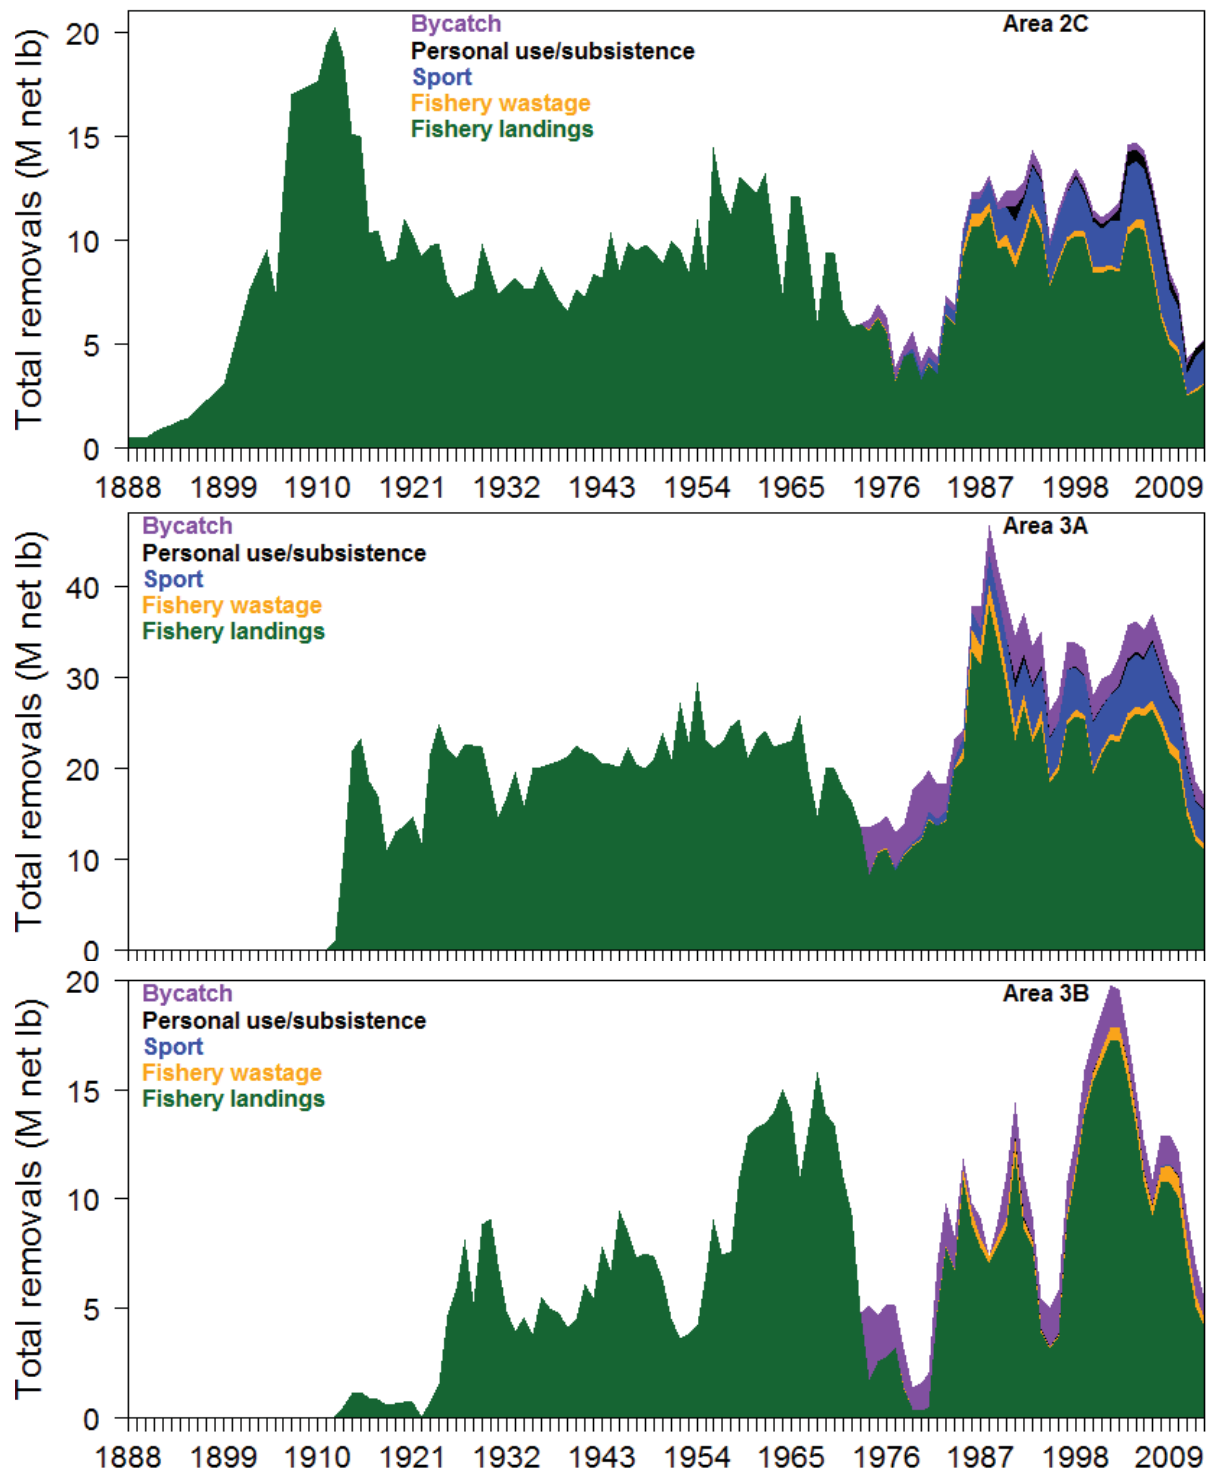 Total removals (M net lb)
20
15
10
5
0
Bycatch
Personal use/subsistence
Sport
Fishery wastage
Fishery landings
Area 2C
1888 1899 1910 1921 1932 1943 1954 1965 1976 1987 1998 2009
Total removals (M net lb)
40
30
20
10
0
Bycatch
Personal use/subsistence
Sport
Fishery wastage
Fishery landings
Area 3A
Total removals (M net lb)
20
15
10
5
0
Bycatch
Personal use/subsistence
Sport
Fishery wastage
Fishery landings
Area 3B
1888 1899 1910 1921 1932 1943 1954 1965 1976 1987 1998 2009